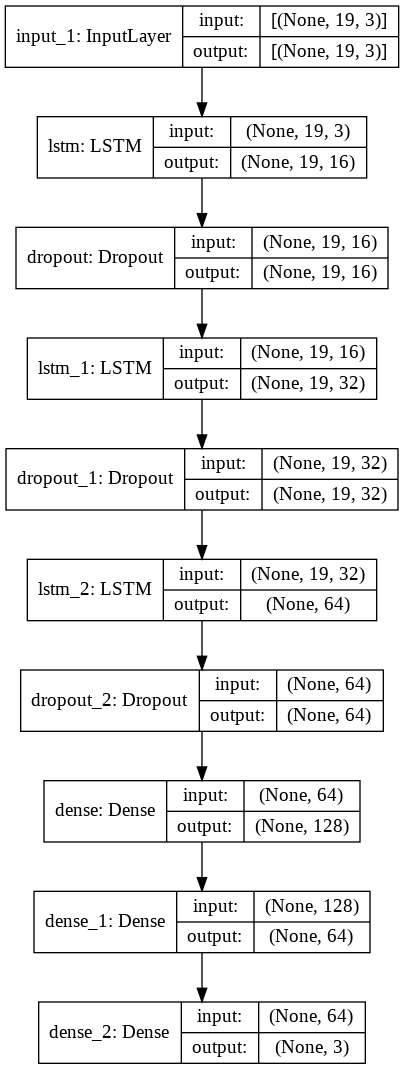 input_1: InputLayer
input:
[(None, 19, 3)]
output:
[(None, 19, 3)]
lstm: LSTM
input:
(None, 19, 3)
output:
(None, 19, 16)
dropout: Dropout
input:
(None, 19, 16)
output:
(None, 19, 16)
lstm_1: LSTM
input:
(None, 19, 16)
output:
(None, 19, 32)
dropout_1: Dropout
input:
(None, 19, 32)
output:
(None, 19, 32)
lstm_2: LSTM
input:
(None, 19, 32)
output:
(None, 64)
dropout_2: Dropout
input:
(None, 64)
output:
(None, 64)
dense: Dense
input:
(None, 64)
output:
(None, 128)
dense_1: Dense
input:
(None, 128)
output:
(None, 64)
dense_2: Dense
input:
(None, 64)
output:
(None, 3)